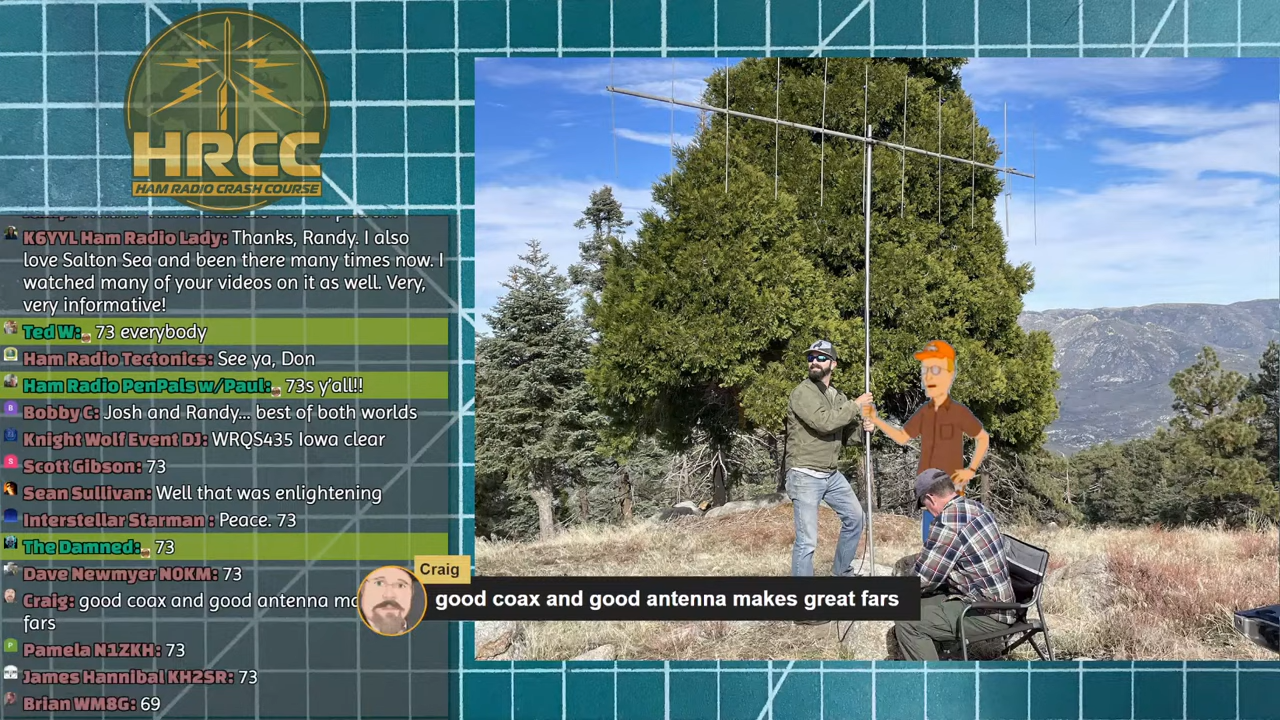 HRCC
HAM RADIO CRASH COURSE
K6YYL Ham Radio Lady: Thanks, Randy. I also
love Salton Sea and been there many times now. I
watched many of your videos on it as well. Very,
very informative!
Ted W: 73 everybody
Ham Radio Tectonics: See ya, Don
Ham Radio PenPals w/Paul: 73s y'all!!
Bobby C: Josh and Randy... best of both worlds
Knight Wolf Event DJ: WRQS435 Iowa clear
Scott Gibson: 73
Sean Sullivan: Well that was enlightening
Interstellar Starman : Peace. 73
The Damned: 73
Dave Newmyer N0KM: 73
Craig: good coax and good antenna
fars
Craig
good coax and good antenna makes great fars
Pamela N1ZKH: 73
James Hannibal KH2SR: 73
Brian WM8G: 69